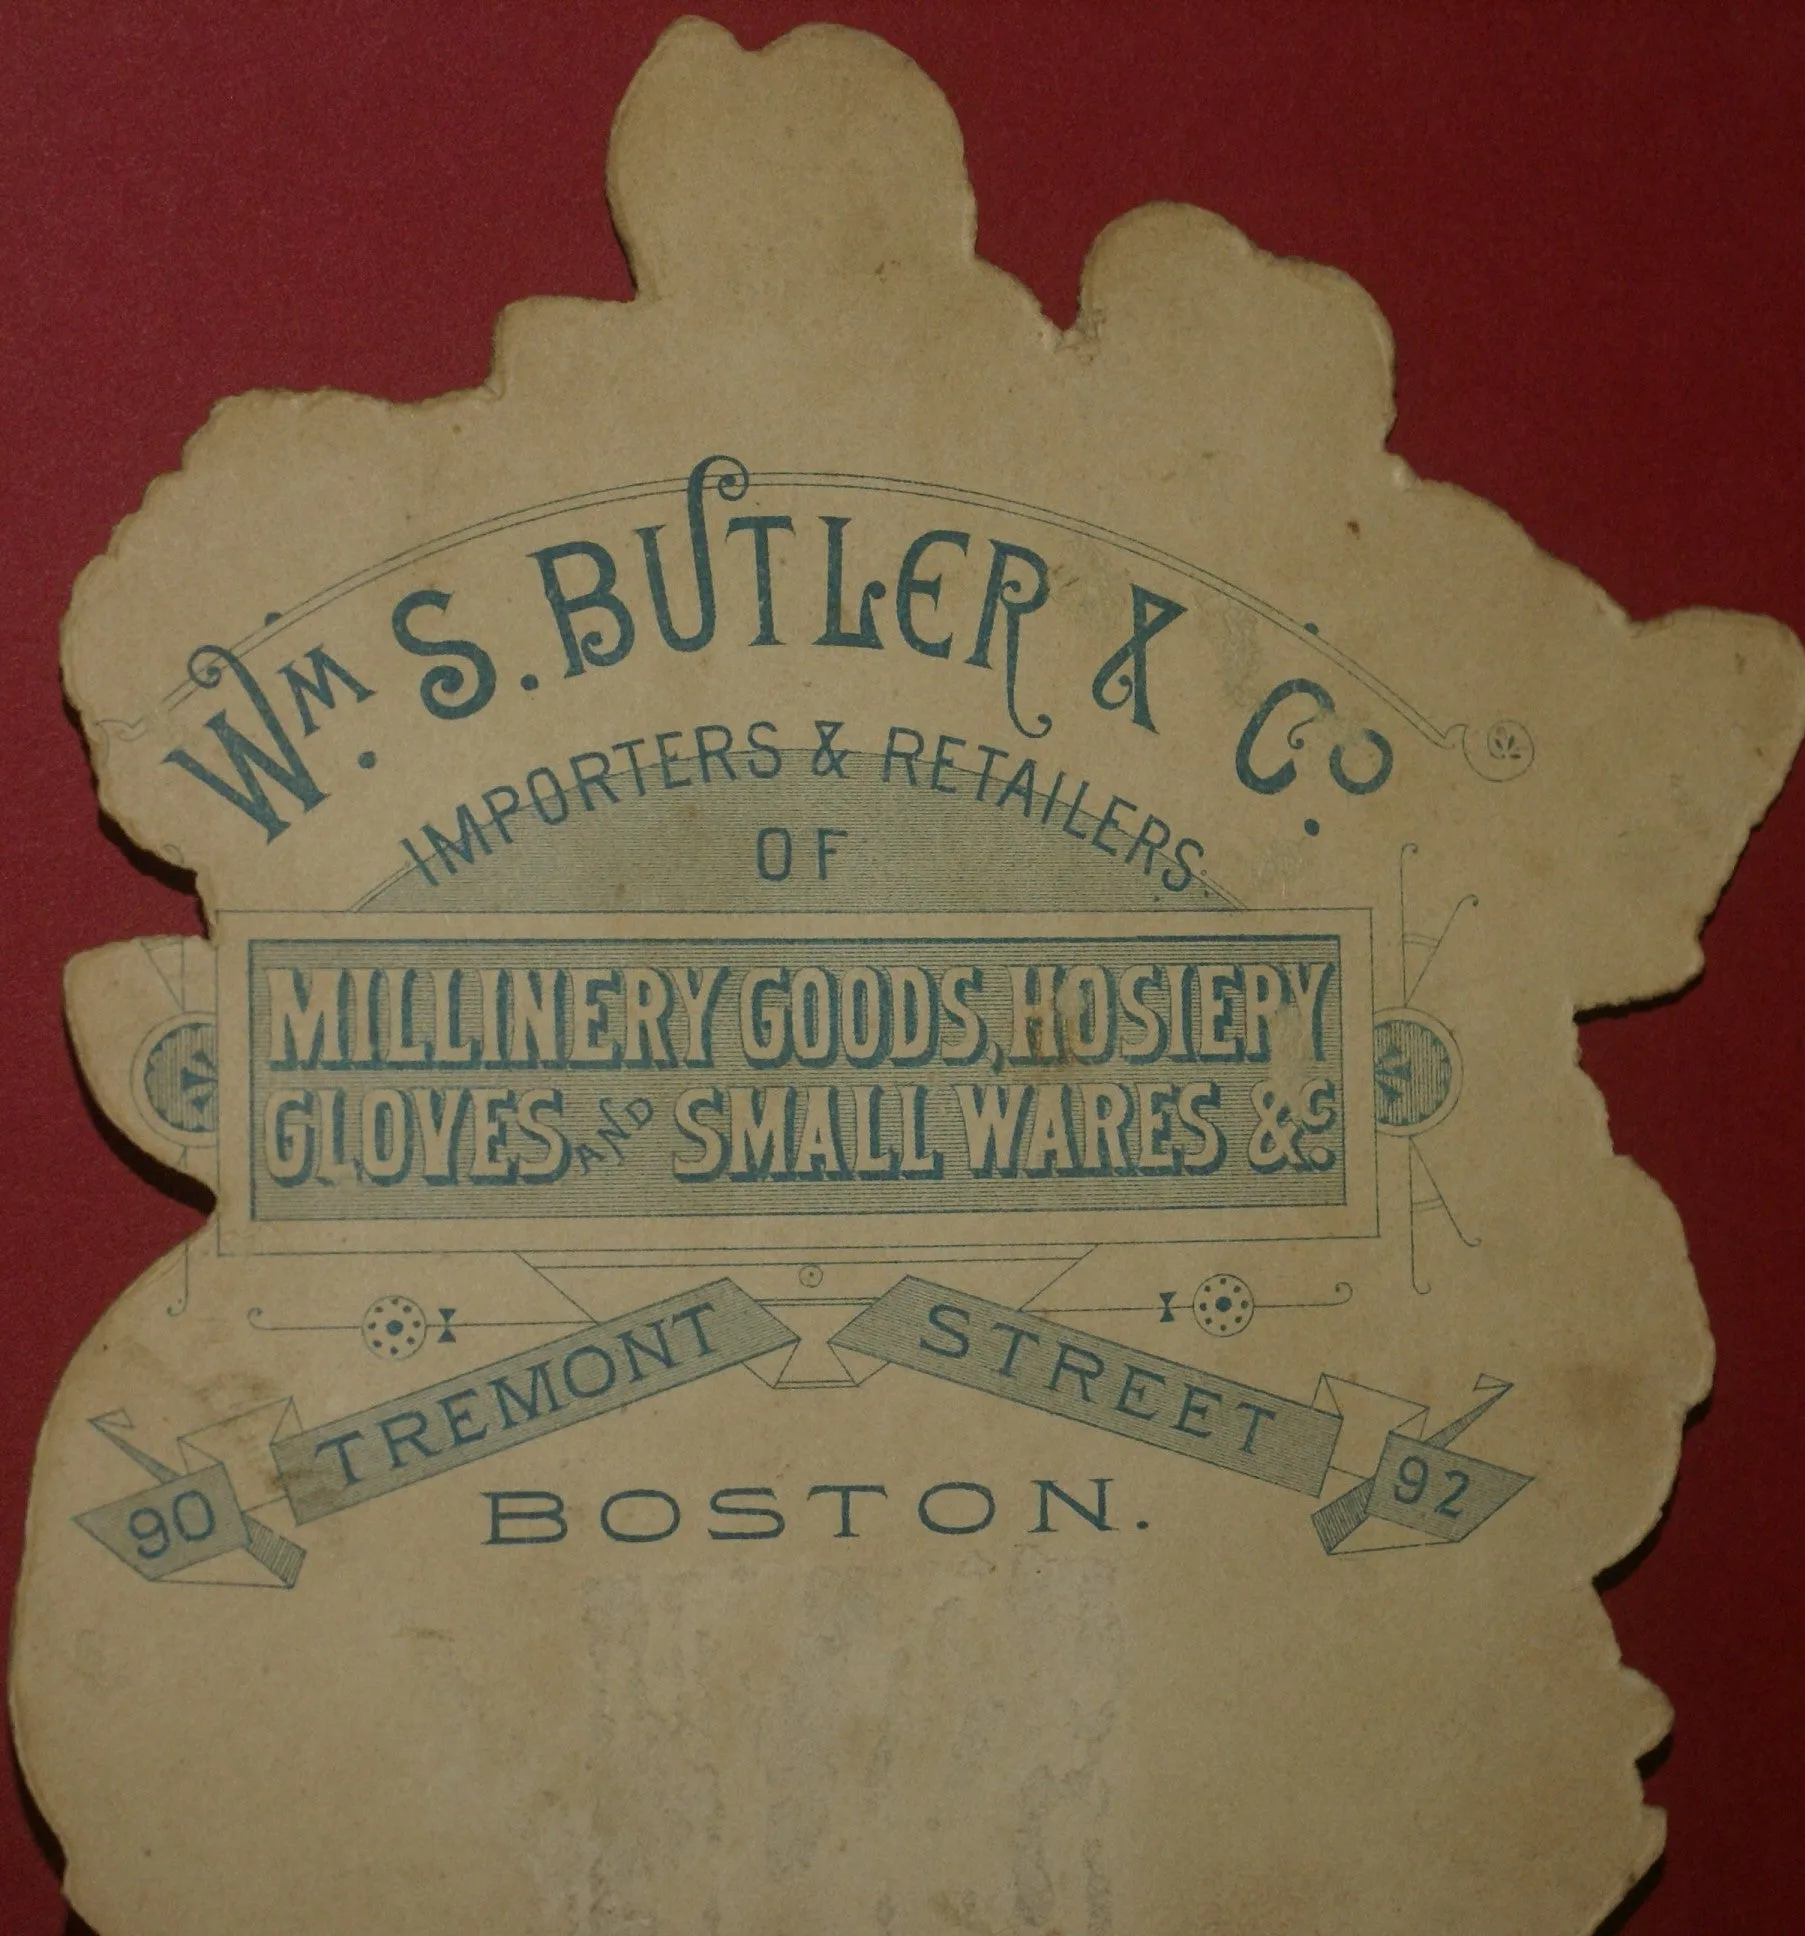 Wm. S. BUTLER & Co.
IMPORTERS & RETAILERS
OF
MILLINERY GOODS, HOSIERY
GLOVES AND SMALL WARES &c.
90 TREMONT STREET 92
BOSTON.